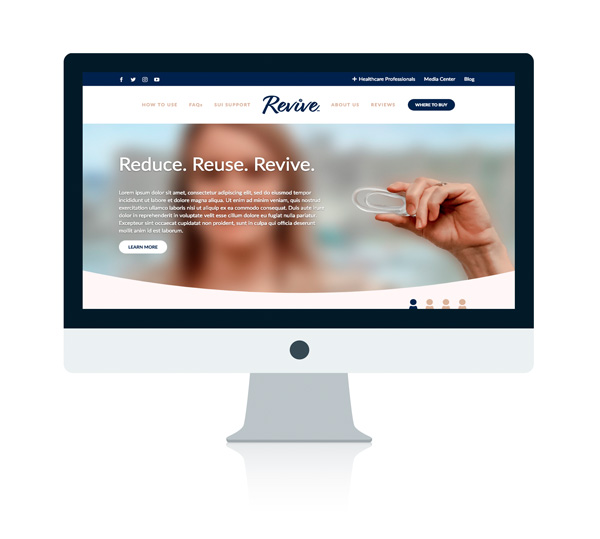 Healthcare Professionals Media Center Blog
HOW TO USE FAQs SUI SUPPORT Revive. ABOUT US REVIEWS WHERE TO BUY
Reduce. Reuse. Revive.
Lorem ipsum dolor sit amet, consectetur adipiscing elit, sed do eiusmod tempor
incididunt ut labore et dolore magna aliqua. Ut enim ad minim veniam, quis nostrud
exercitation ullamco laboris nisi ut aliquip ex ea commodo consequat. Duis aute irure
dolor in reprehenderit in voluptate velit esse cillum dolore eu fugiat nulla pariatur.
Excepteur sint occaecat cupidatat non proident, sunt in culpa qui officia deserunt
mollit anim id est laborum.
LEARN MORE